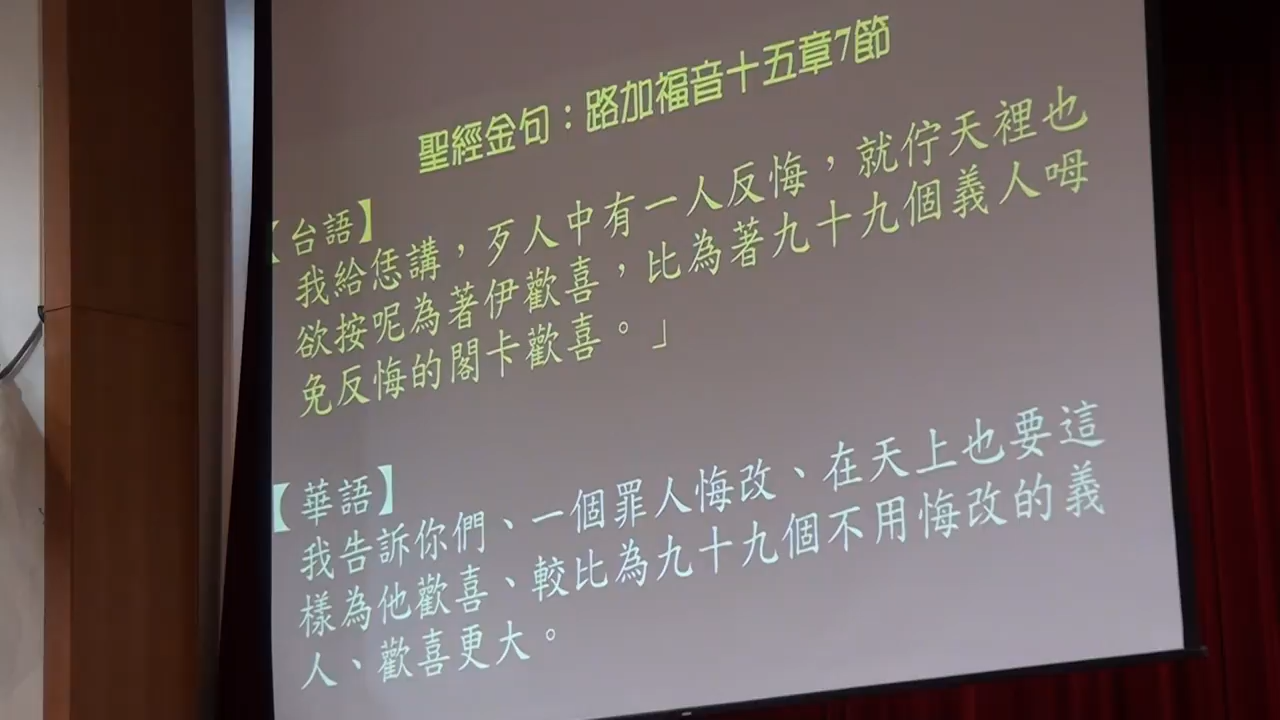 聖經金句：路加福音十五章7節
【台語】
我給恁講，歹人中有一人反悔，就佇天裡也
欲按呢為著伊歡喜，比為著九十九個義人呣
免反悔的閣卡歡喜。」
【華語】
我告訴你們、一個罪人悔改、在天上也要這
樣為他歡喜、較比為九十九個不用悔改的義
人、歡喜更大。